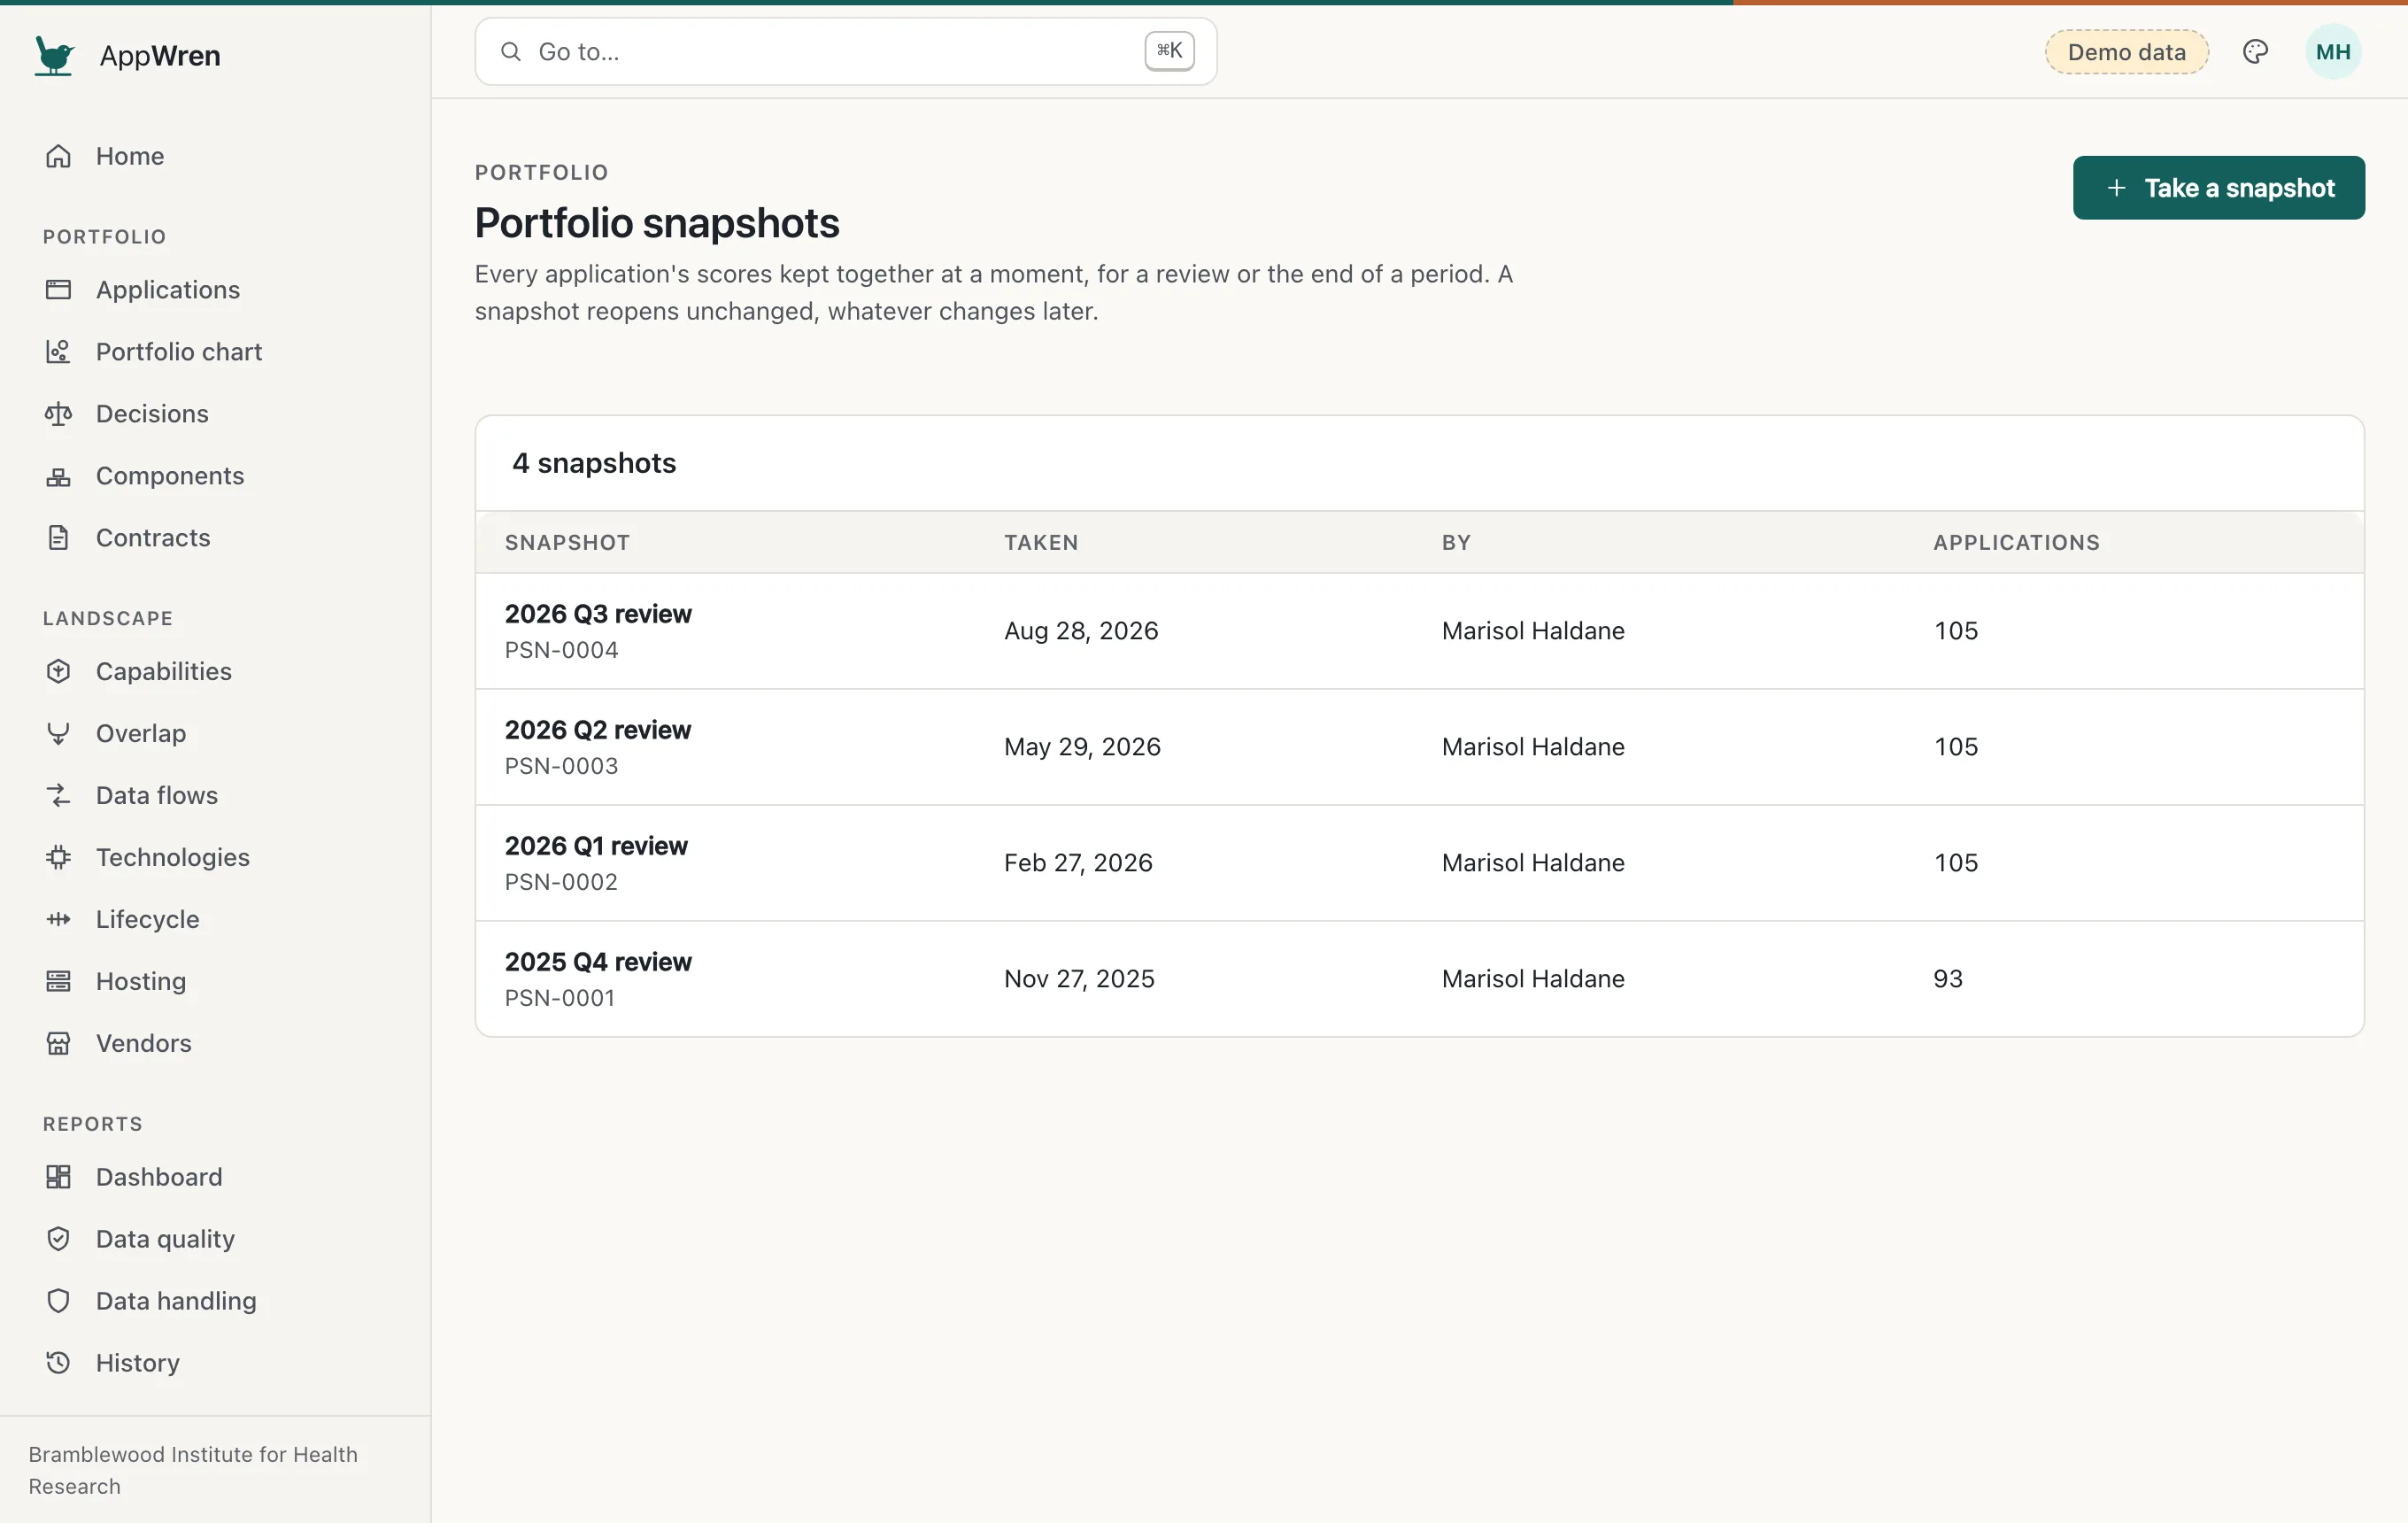 AppWren
Go to...
⌘K
Demo data
MH
Home
PORTFOLIO
Applications
Portfolio chart
Decisions
Components
Contracts
LANDSCAPE
Capabilities
Overlap
Data flows
Technologies
Lifecycle
Hosting
Vendors
REPORTS
Dashboard
Data quality
Data handling
History
Bramblewood Institute for Health
Research
PORTFOLIO
Portfolio snapshots
Take a snapshot
Every application's scores kept together at a moment, for a review or the end of a period. A
snapshot reopens unchanged, whatever changes later.
4 snapshots
SNAPSHOT TAKEN BY APPLICATIONS
2026 Q3 review
PSN-0004
Aug 28, 2026 Marisol Haldane 105
2026 Q2 review
PSN-0003
May 29, 2026 Marisol Haldane 105
2026 Q1 review
PSN-0002
Feb 27, 2026 Marisol Haldane 105
2025 Q4 review
PSN-0001
Nov 27, 2025 Marisol Haldane 93